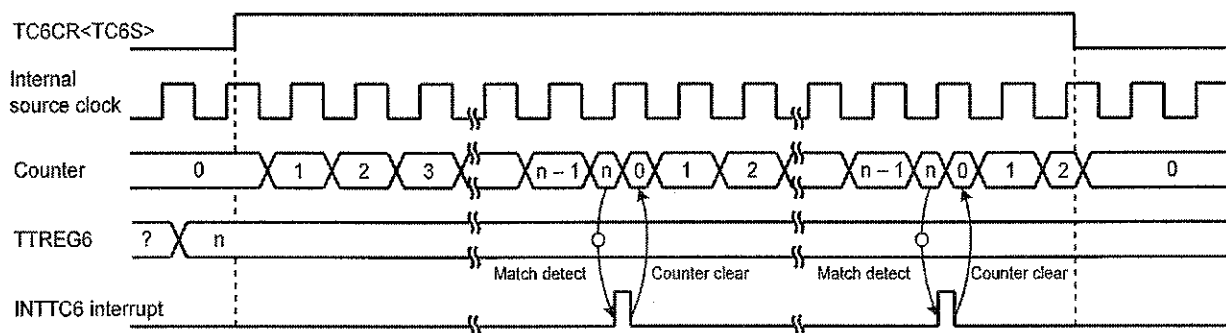 TC6CR<TC6S>
Internal
source clock
Counter
0 1 2 3 n – 1 n 0 1 2 n – 1 n 0 1 2 0
TTREG6
? n
Match detect Counter clear Match detect Counter clear
INTTC6 interrupt